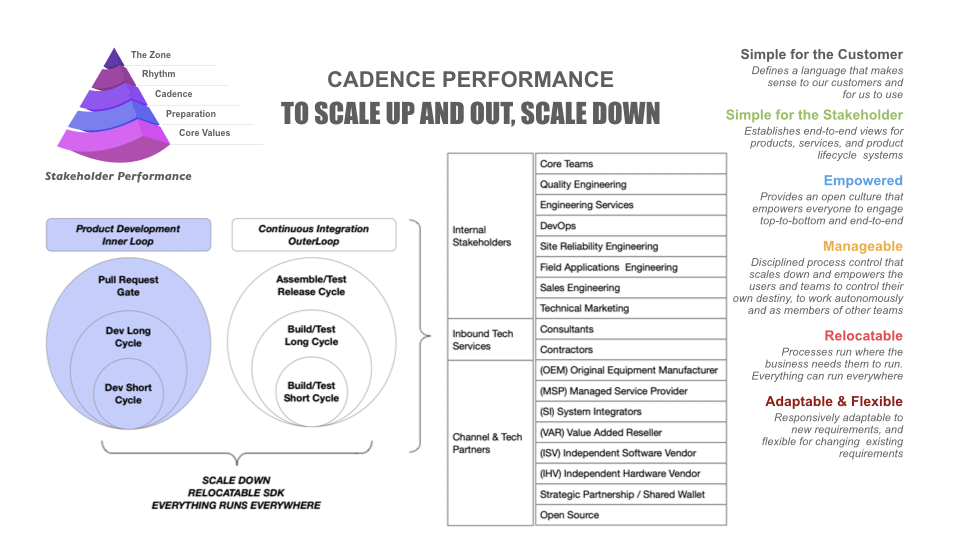 The Zone
Rhythm
Cadence
Preparation
Core Values
Stakeholder Performance
CADENCE PERFORMANCE
TO SCALE UP AND OUT, SCALE DOWN
Product Development
Inner Loop
Pull Request
Gate
Dev Long
Cycle
Dev Short
Cycle
Continuous Integration
OuterLoop
Assemble/Test
Release Cycle
Build/Test
Long Cycle
Build/Test
Short Cycle
SCALE DOWN
RELOCATABLE SDK
EVERYTHING RUNS EVERYWHERE
Internal
Stakeholders
Core Teams
Quality Engineering
Engineering Services
DevOps
Site Reliability Engineering
Field Applications  Engineering
Sales Engineering
Technical Marketing
Inbound Tech
Services
Consultants
Contractors
Channel & Tech
Partners
(OEM) Original Equipment Manufacturer
(MSP) Managed Service Provider
(SI) System Integrators
(VAR) Value Added Reseller
(ISV) Independent Software Vendor
(IHV) Independent Hardware Vendor
Strategic Partnership / Shared Wallet
Open Source
Simple for the Customer
Defines a language that makes
sense to our customers and
for us to use
Simple for the Stakeholder
Establishes end-to-end views for
products, services, and product
lifecycle  systems
Empowered
Provides an open culture that
empowers everyone to engage
top-to-bottom and end-to-end
Manageable
Disciplined process control that
scales down and empowers the
users and teams to control their
own destiny, to work autonomously
and as members of other teams
Relocatable
Processes run where the
business needs them to run.
Everything can run everywhere
Adaptable & Flexible
Responsively adaptable to
new requirements, and
flexible for changing  existing
requirements